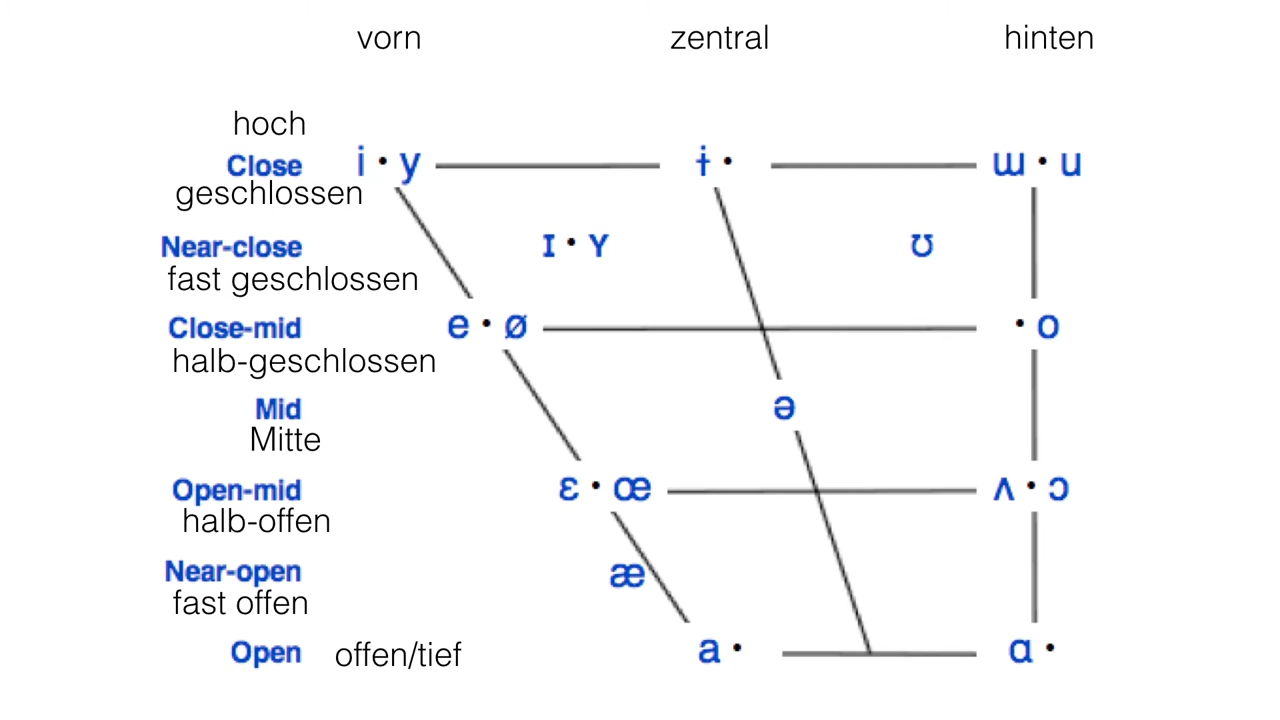 vorn zentral hinten
hoch
Close i • y ɨ • ɯ • u
geschlossen
Near-close ɪ • ʏ ʊ
fast geschlossen
Close-mid e • ø • o
halb-geschlossen
Mid ə
Mitte
Open-mid ɛ • œ ʌ • ɔ
halb-offen
Near-open æ
fast offen
Open offen/tief a • ɑ •